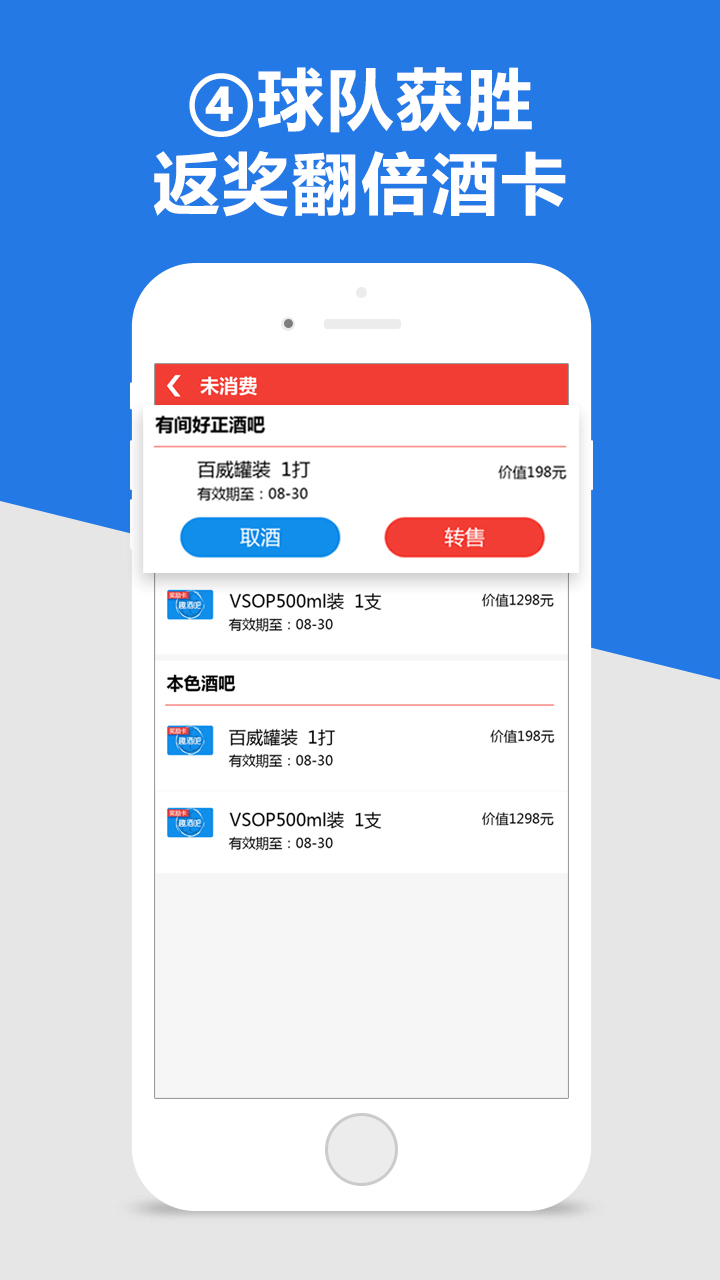 ④球队获胜
返奖翻倍酒卡
未消费
有间好正酒吧
百威罐装 1打
价值198元
有效期至：08-30
取酒
转售
奖励卡
趣酒吧
VSOP500ml装 1支
价值1298元
有效期至：08-30
本色酒吧
奖励卡
趣酒吧
百威罐装 1打
价值198元
有效期至：08-30
奖励卡
趣酒吧
VSOP500ml装 1支
价值1298元
有效期至：08-30